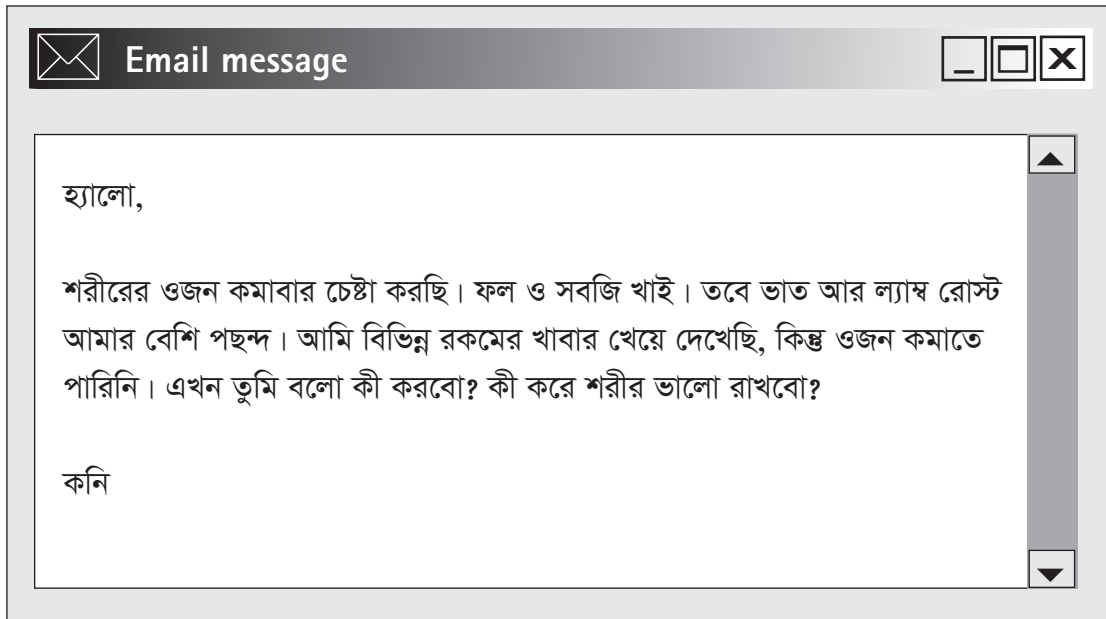 Email message
হ্যালো,
শরীরের ওজন কমাবার চেষ্টা করছি। ফল ও সবজি খাই। তবে ভাত আর ল্যাম্ব রোস্ট
আমার বেশি পছন্দ। আমি বিভিন্ন রকমের খাবার খেয়ে দেখেছি, কিন্তু ওজন কমাতে
পারিনি। এখন তুমি বলো কী করবো? কী করে শরীর ভালো রাখবো?
কনি